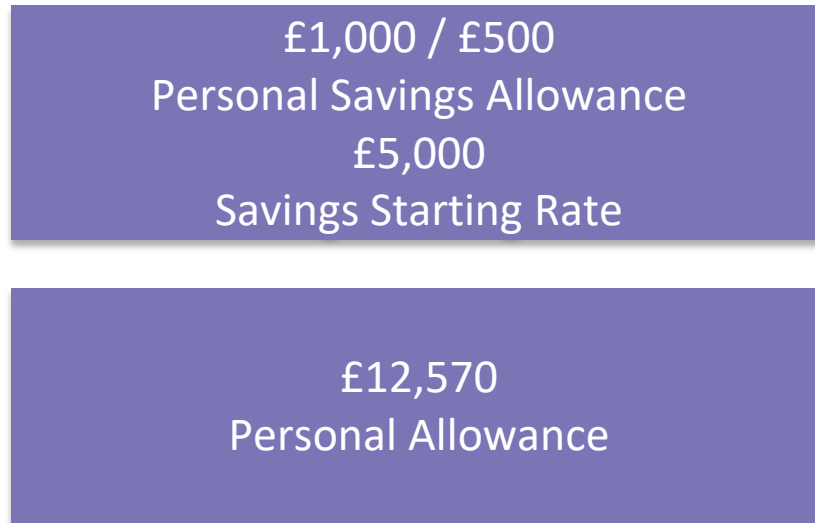 £1,000 / £500
Personal Savings Allowance
£5,000
Savings Starting Rate
£12,570
Personal Allowance